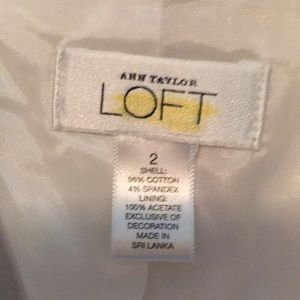 ANN TAYLOR
LOFT
2
SHELL:
96% COTTON
4% SPANDEX
LINING:
100% ACETATE
EXCLUSIVE OF
DECORATION
MADE IN
SRI LANKA